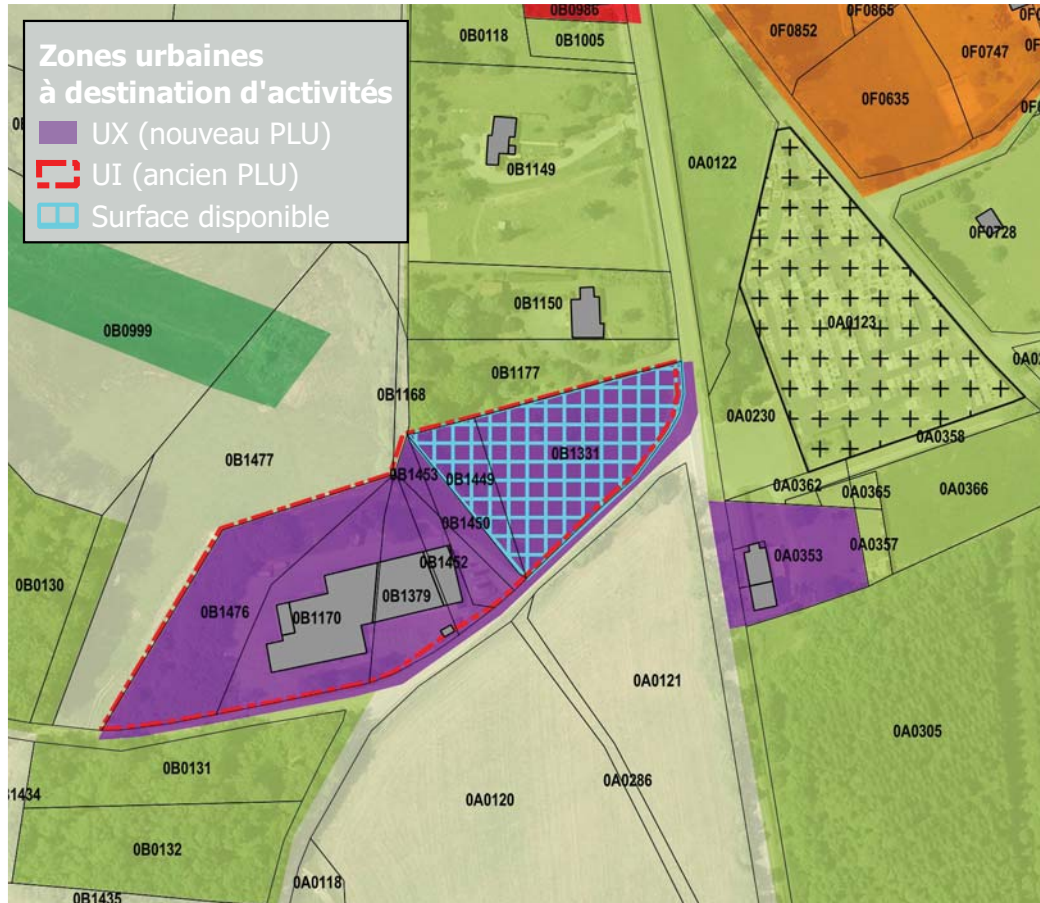 Zones urbaines
à destination d'activités
UX (nouveau PLU)
UI (ancien PLU)
Surface disponible
0B0986
0B0118
0B1005
0F0852
0F0865
0F0747
0F0635
0A0122
0B1149
0F0728
0B1150
0B0999
0A0123
0B1177
0B1168
0A0230
0A0358
0B1477
0B1453
0B1449
0B1331
0A0362
0A0365
0A0366
0B1450
0A0357
0A0353
0B1452
0B0130
0B1476
0B1379
0B1170
0A0121
0A0305
0B0131
0A0286
0A0120
0B0132
0A0118
0B1435